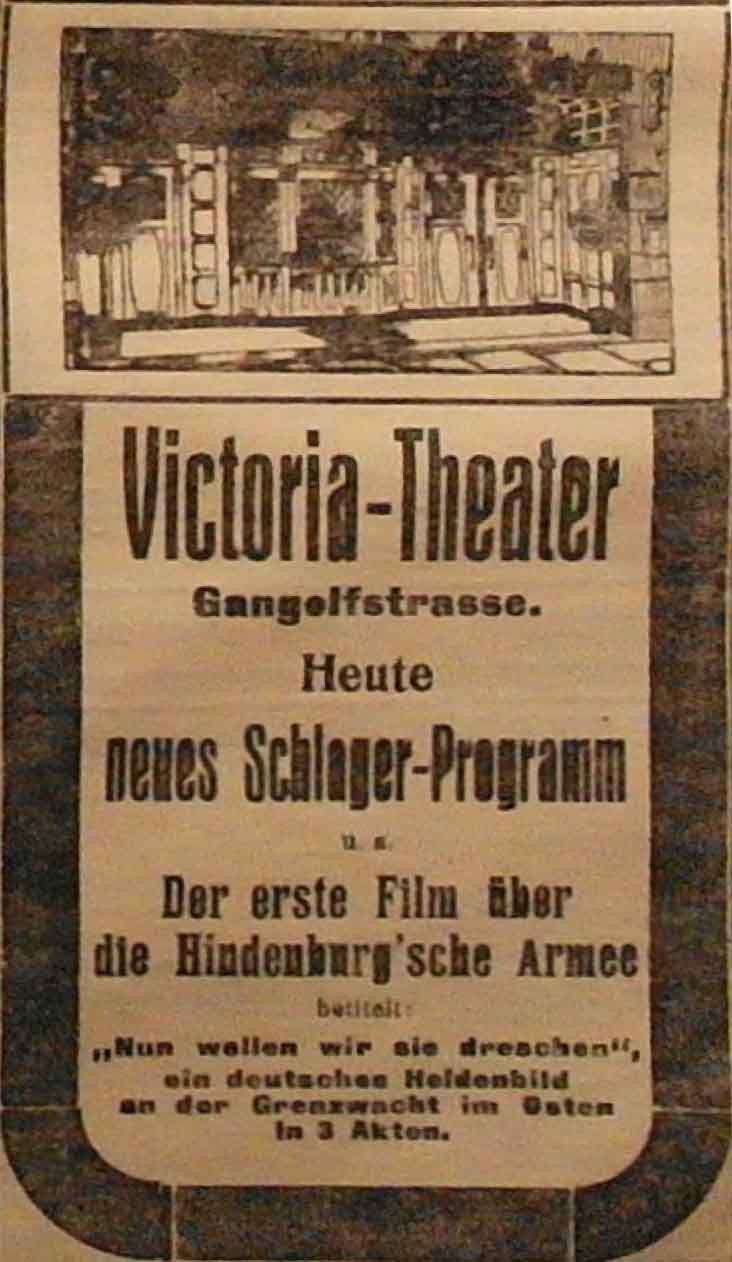 Victoria-Theater
Gangolfstrasse.
Heute
neues Schlager-Programm
u. a.
Der erste Film über
die Hindenburg'sche Armee
betitelt:
„Nun wollen wir sie dreschen“,
ein deutsches Heldenbild
an der Grenzwacht im Osten
in 3 Akten.